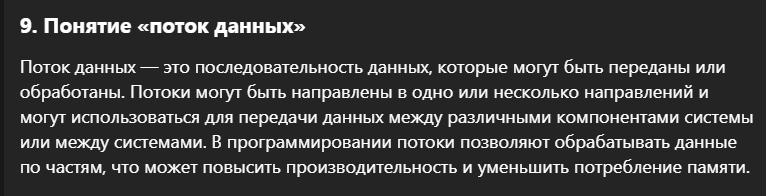 9. Понятие «поток данных»
Поток данных — это последовательность данных, которые могут быть переданы или
обработаны. Потоки могут быть направлены в одно или несколько направлений и
могут использоваться для передачи данных между различными компонентами системы
или между системами. В программировании потоки позволяют обрабатывать данные
по частям, что может повысить производительность и уменьшить потребление памяти.